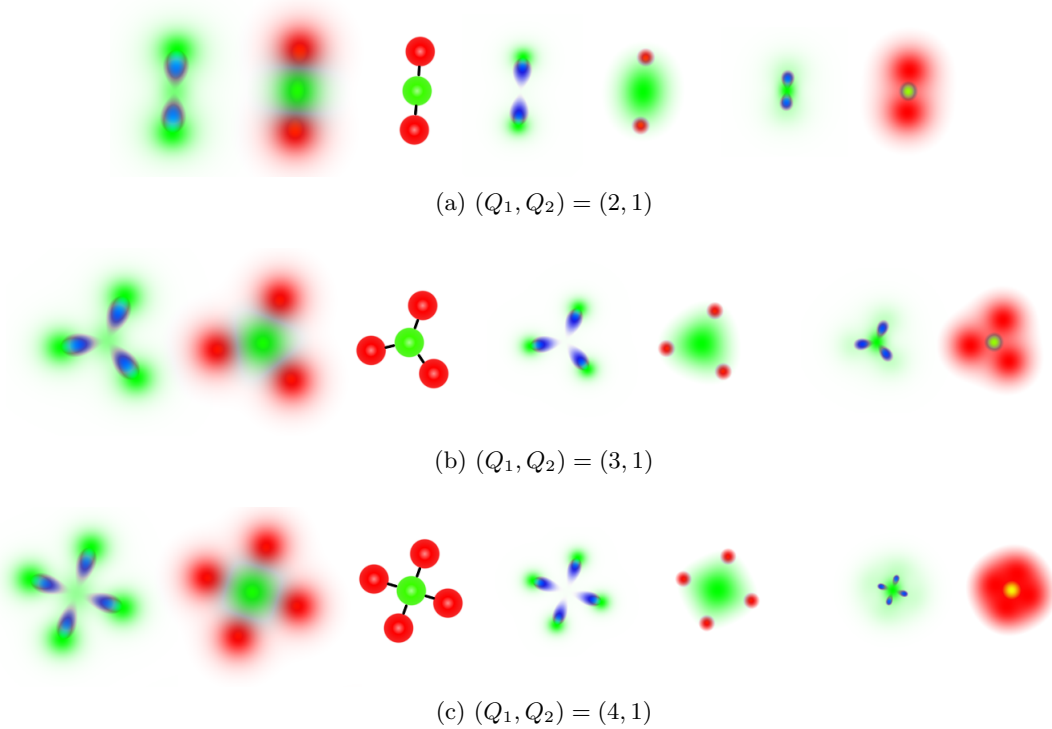 (a) (Q₁, Q₂) = (2, 1)
(b) (Q₁, Q₂) = (3, 1)
(c) (Q₁, Q₂) = (4, 1)